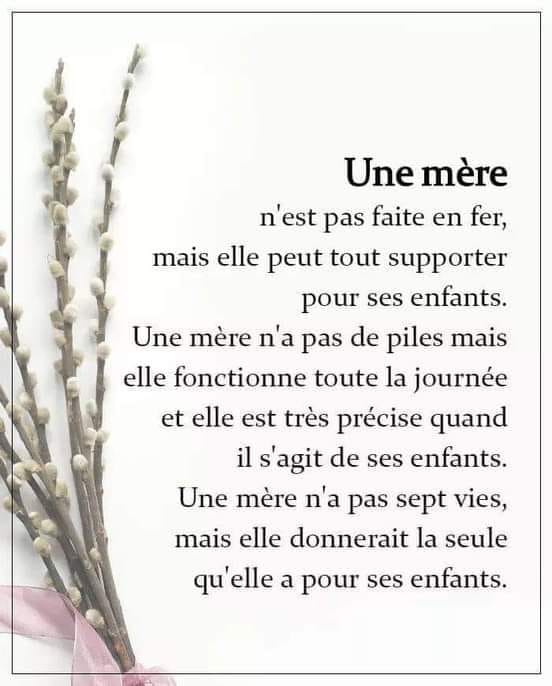 Une mère
n'est pas faite en fer,
mais elle peut tout supporter
pour ses enfants.
Une mère n'a pas de piles mais
elle fonctionne toute la journée
et elle est très précise quand
il s'agit de ses enfants.
Une mère n'a pas sept vies,
mais elle donnerait la seule
qu'elle a pour ses enfants.